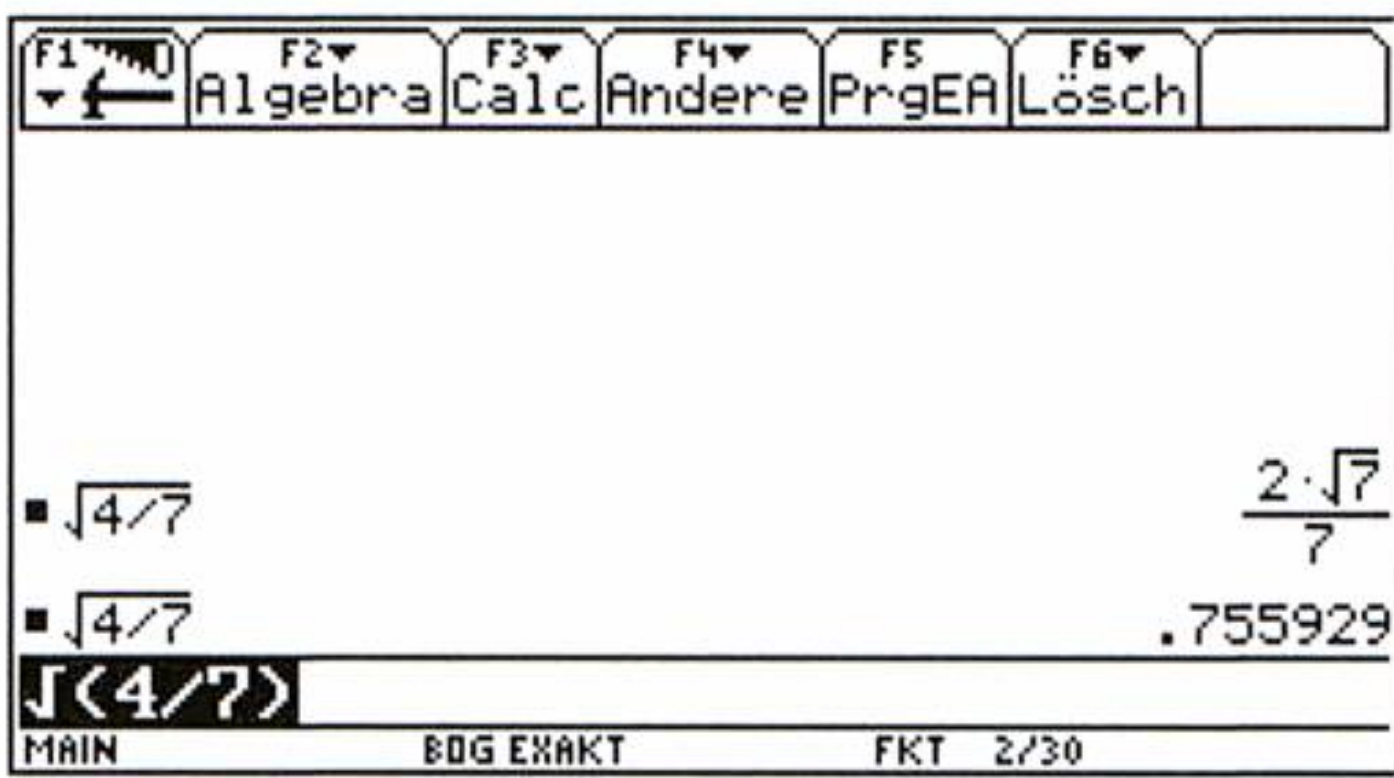 F1 F2 F3 F4 F5 F6
Algebra Calc Andere PrgEA Lösch
√4/7 2·√7/7
√4/7 .755929
√(4/7)
MAIN BOG EXAKT FKT 2/30